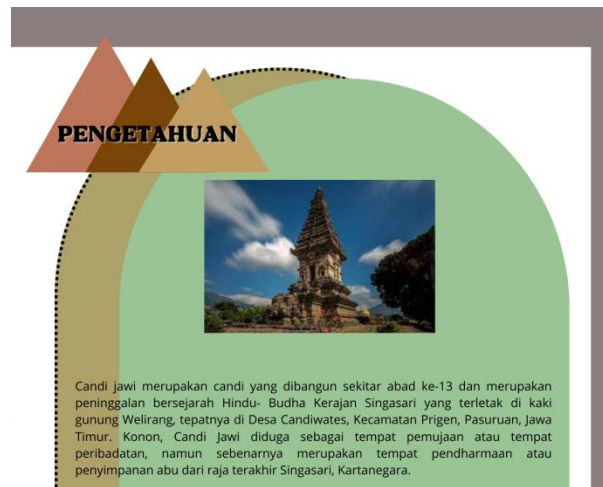 PENGETAHUAN
Candi jawi merupakan candi yang dibangun sekitar abad ke-13 dan merupakan
peninggalan bersejarah Hindu- Budha Kerajan Singasari yang terletak di kaki
gunung Welirang, tepatnya di Desa Candiwates, Kecamatan Prigen, Pasuruan, Jawa
Timur. Konon, Candi Jawi diduga sebagai tempat pemujaan atau tempat
peribadatan, namun sebenarnya merupakan tempat pendharmaan atau
penyimpanan abu dari raja terakhir Singasari, Kartanegara.